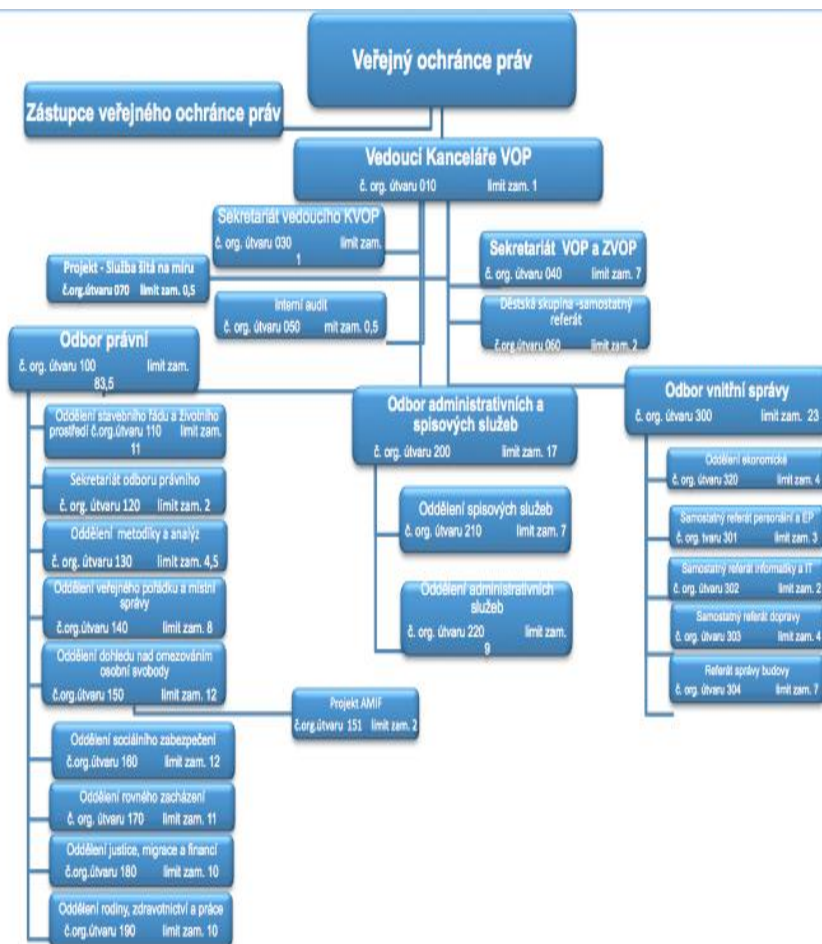 Veřejný ochránce práv
Zástupce veřejného ochránce práv
Vedoucí Kanceláře VOP
č. org. útvaru 010 limit zam. 1
Sekretariát vedoucího KVOP
č. org. útvaru 030 limit zam.
1
Sekretariát VOP a ZVOP
č. org. útvaru 040 limit zam. 7
Projekt - Služba šitá na míru
č.org.útvaru 070 limit zam. 0,5
Interní audit
č. org. útvaru 050 mit zam. 0,5
Dětská skupina -samostatný
referát
č.org.útvaru 060 limit zam. 2
Odbor právní
č. org. útvaru 100 limit zam.
83,5
Oddělení stavebního řádu a životního
prostředí č.org.útvaru 110 limit zam.
11
Sekretariát odboru právního
č. org. útvaru 120 limit zam. 2
Oddělení metodiky a analýz
č. org. útvaru 130 limit zam. 4,5
Oddělení veřejného pořádku a místní
správy
č.org.útvaru 140 limit zam. 8
Oddělení dohledu nad omezováním
osobní svobody
č.org.útvaru 150 limit zam. 12
Projekt AMIF
č.org.útvaru 151 limit zam. 2
Oddělení sociálního zabezpečení
č.org.útvaru 160 limit zam. 12
Oddělení rovného zacházení
č. org. útvaru 170 limit zam. 11
Oddělení justice, migrace a financí
č.org.útvaru 180 limit zam. 10
Oddělení rodiny, zdravotnictví a práce
č.org.útvaru 190 limit zam. 10
Odbor administrativních a
spisových služeb
č. org. útvaru 200 limit zam. 17
Oddělení spisových služeb
č. org. útvaru 210 limit zam. 7
Oddělení administrativních
služeb
č. org. útvaru 220 limit zam.
9
Odbor vnitřní správy
č. org. útvaru 300 limit zam. 23
Oddělení ekonomické
č. org. útvaru 320 limit zam. 4
Samostatný referát personální a EP
č. org. tvaru 301 limit zam. 3
Samostatný referát informatiky a IT
č. org. útvaru 302 limit zam. 2
Samostatný referát dopravy
č. org. útvaru 303 limit zam. 4
Referát správy budovy
č. org. útvaru 304 limit zam. 7